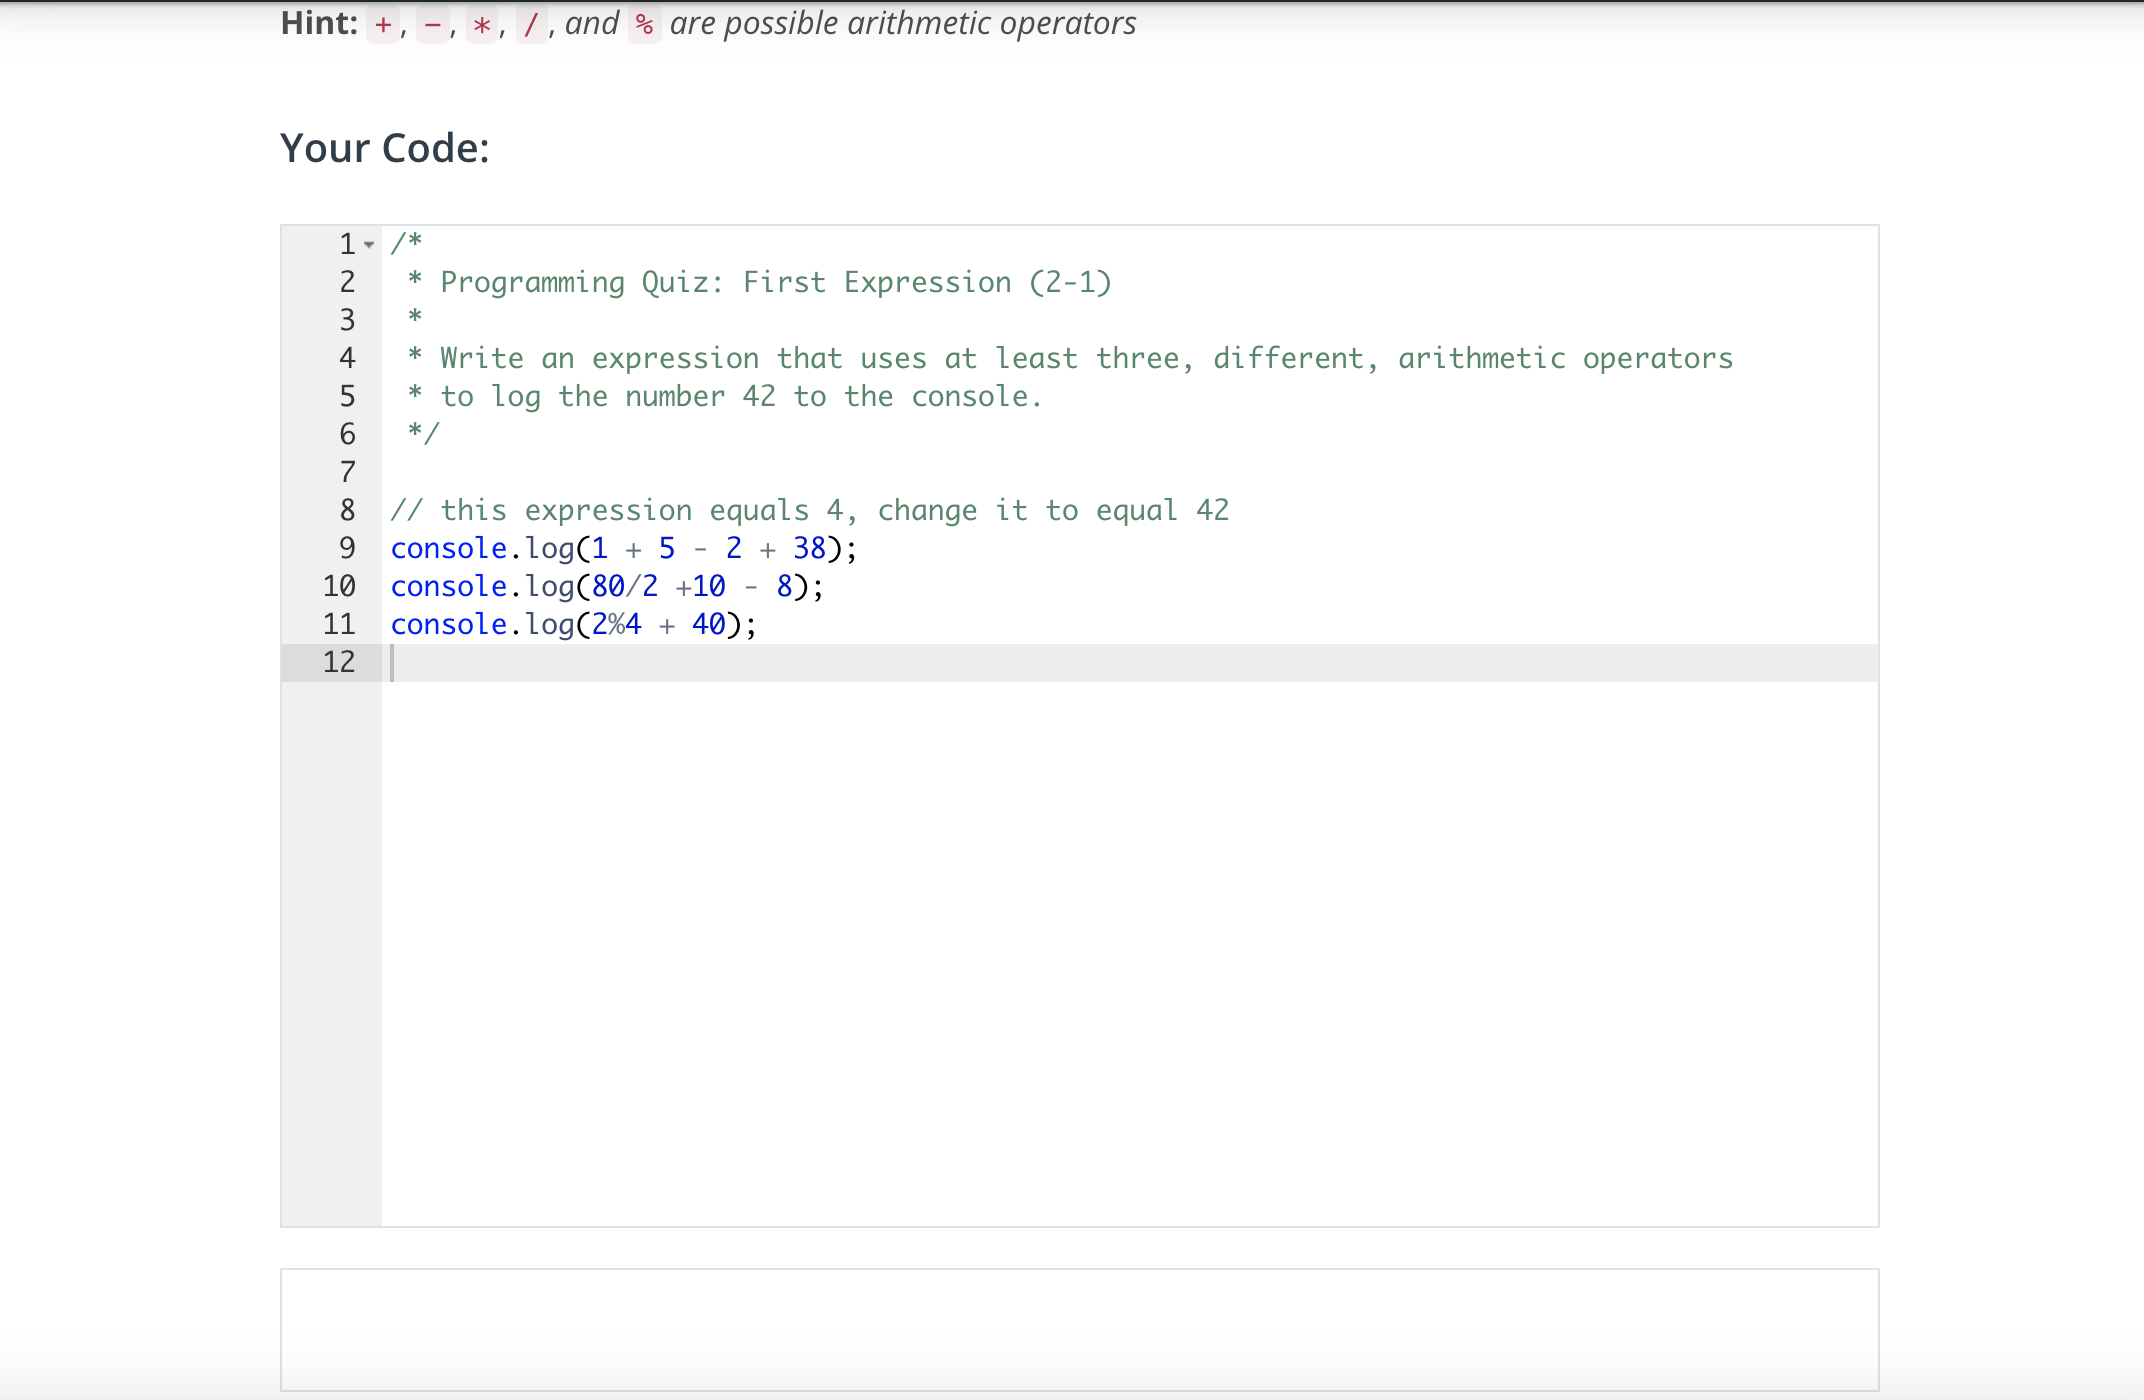 Hint: +, -, *, /, and % are possible arithmetic operators
Your Code:
1 /*
2 * Programming Quiz: First Expression (2-1)
3 *
4 * Write an expression that uses at least three, different, arithmetic operators
5 * to log the number 42 to the console.
6 */
7
8 // this expression equals 4, change it to equal 42
9 console.log(1 + 5 - 2 + 38);
10 console.log(80/2 +10 - 8);
11 console.log(2%4 + 40);
12